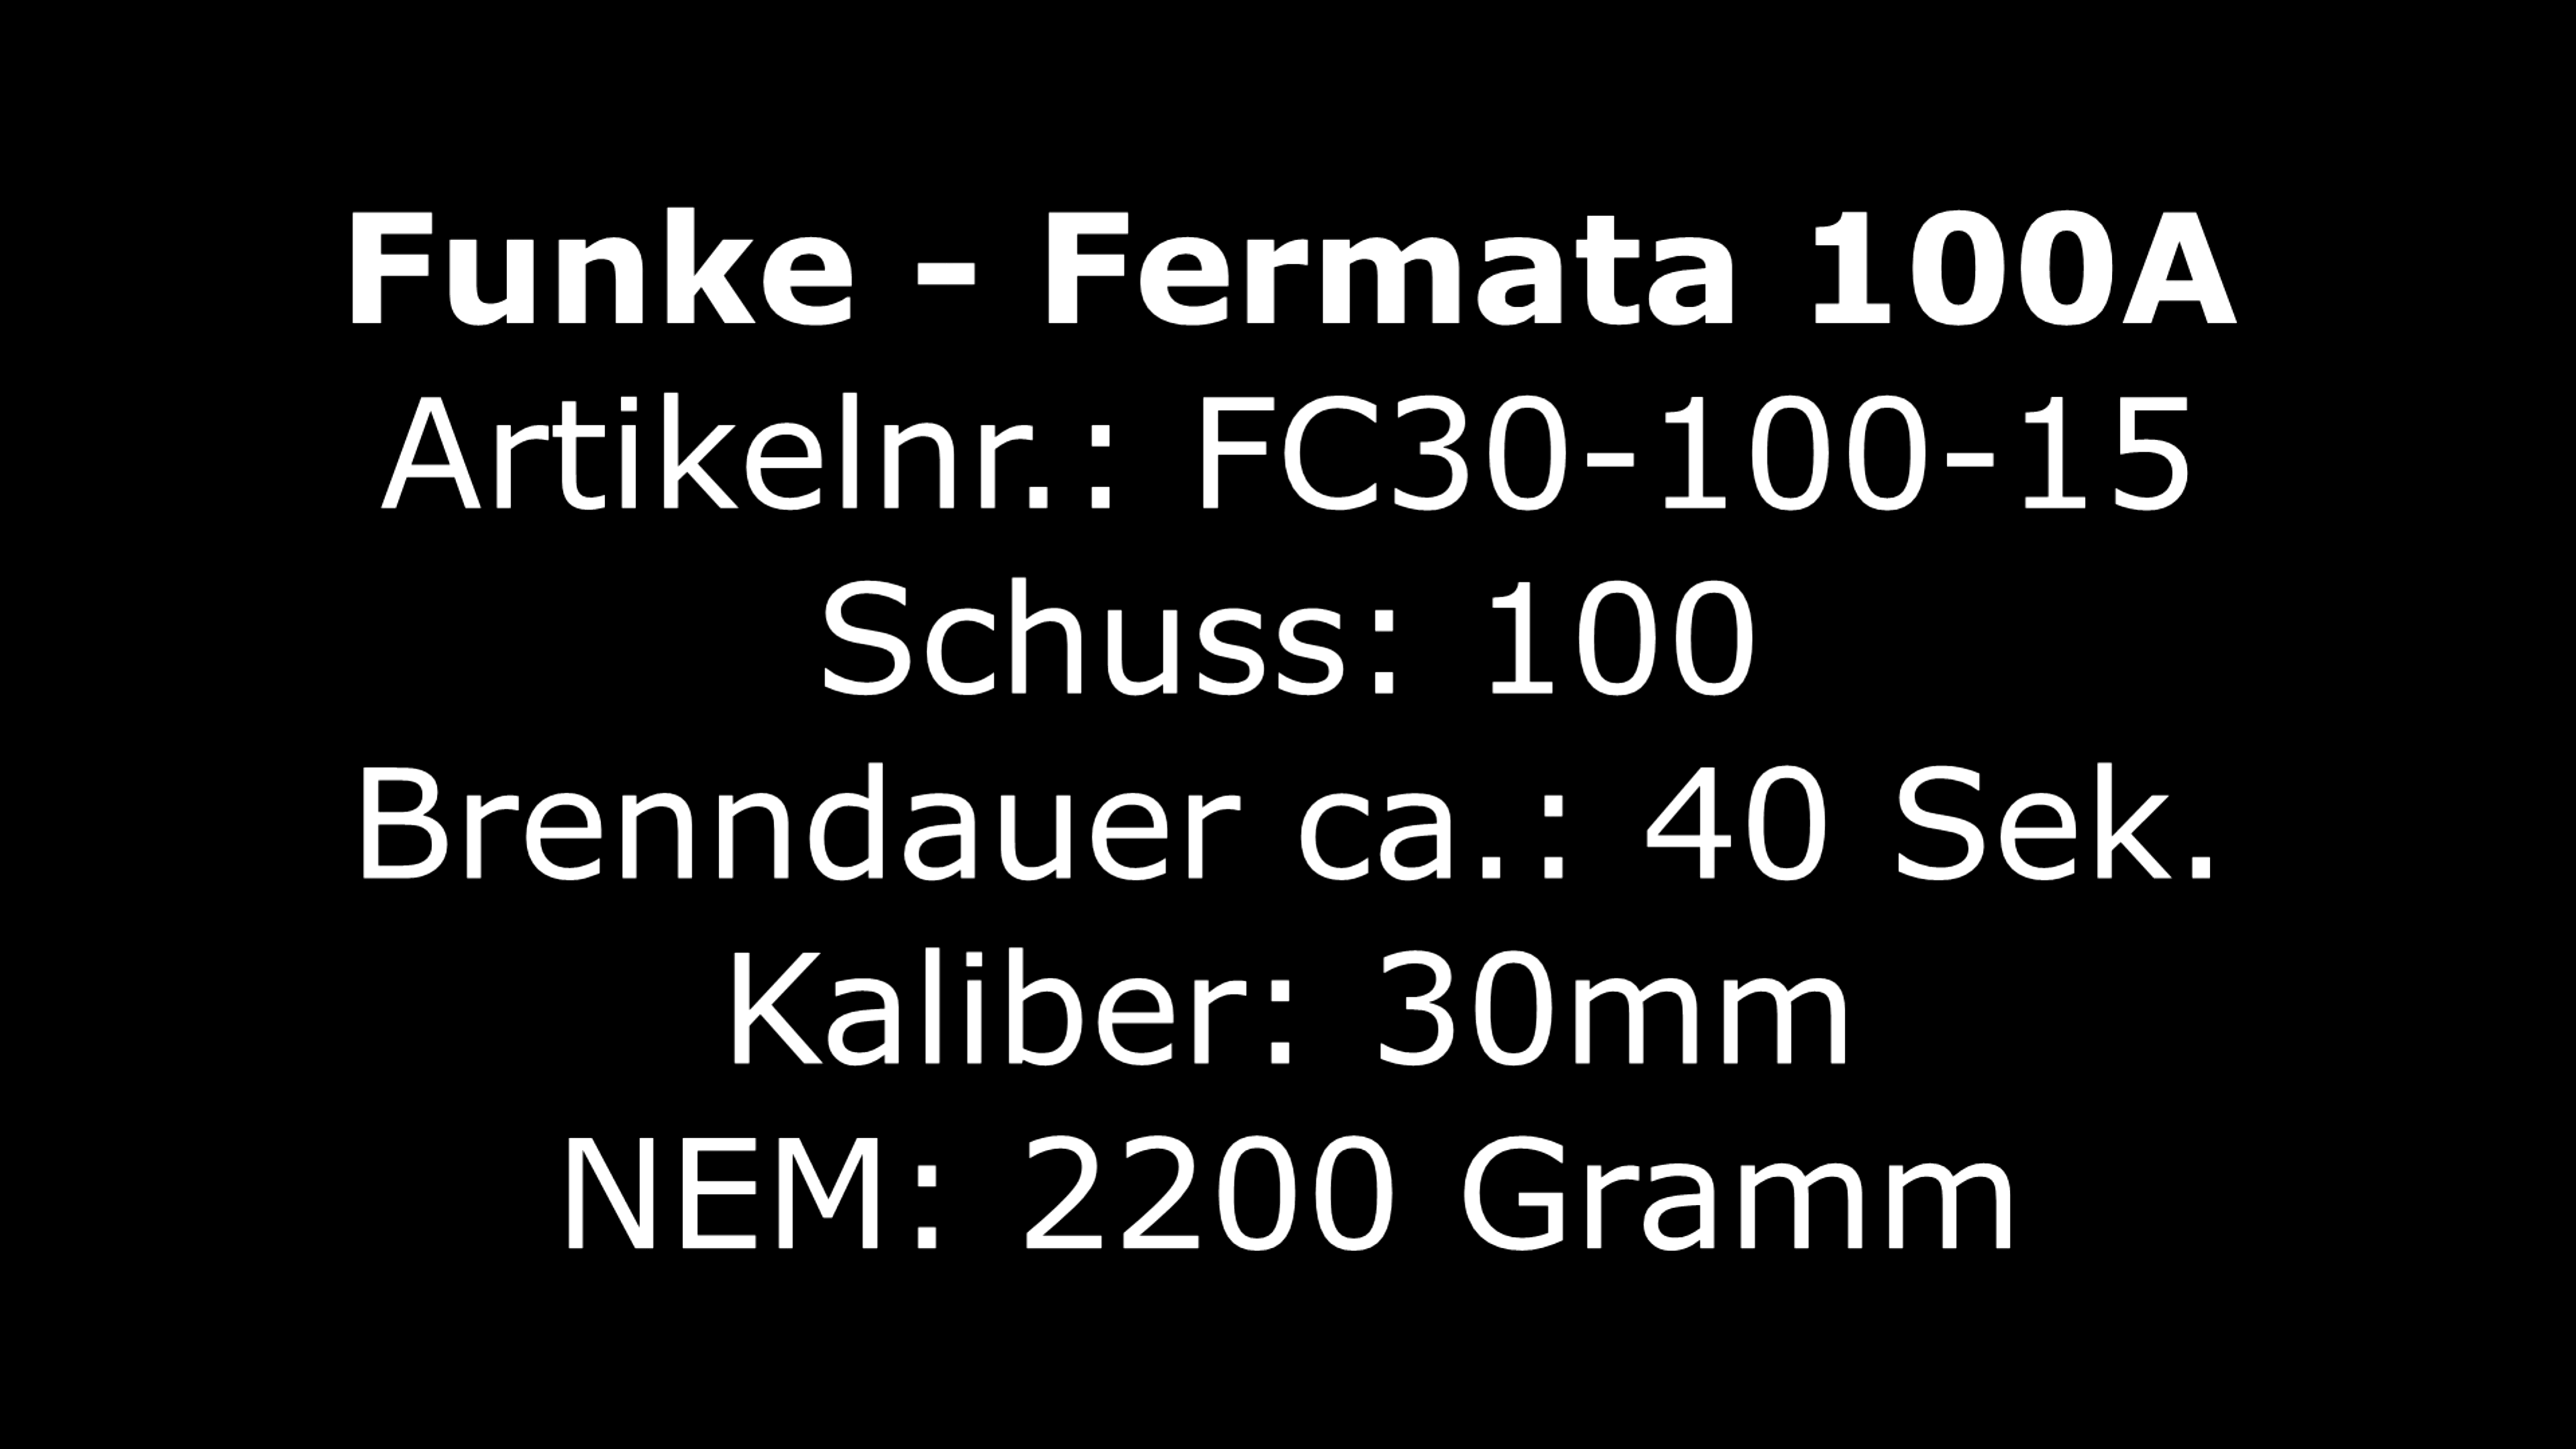 Funke - Fermata 100A
Artikelnr.: FC30-100-15
Schuss: 100
Brenndauer ca.: 40 Sek.
Kaliber: 30mm
NEM: 2200 Gramm